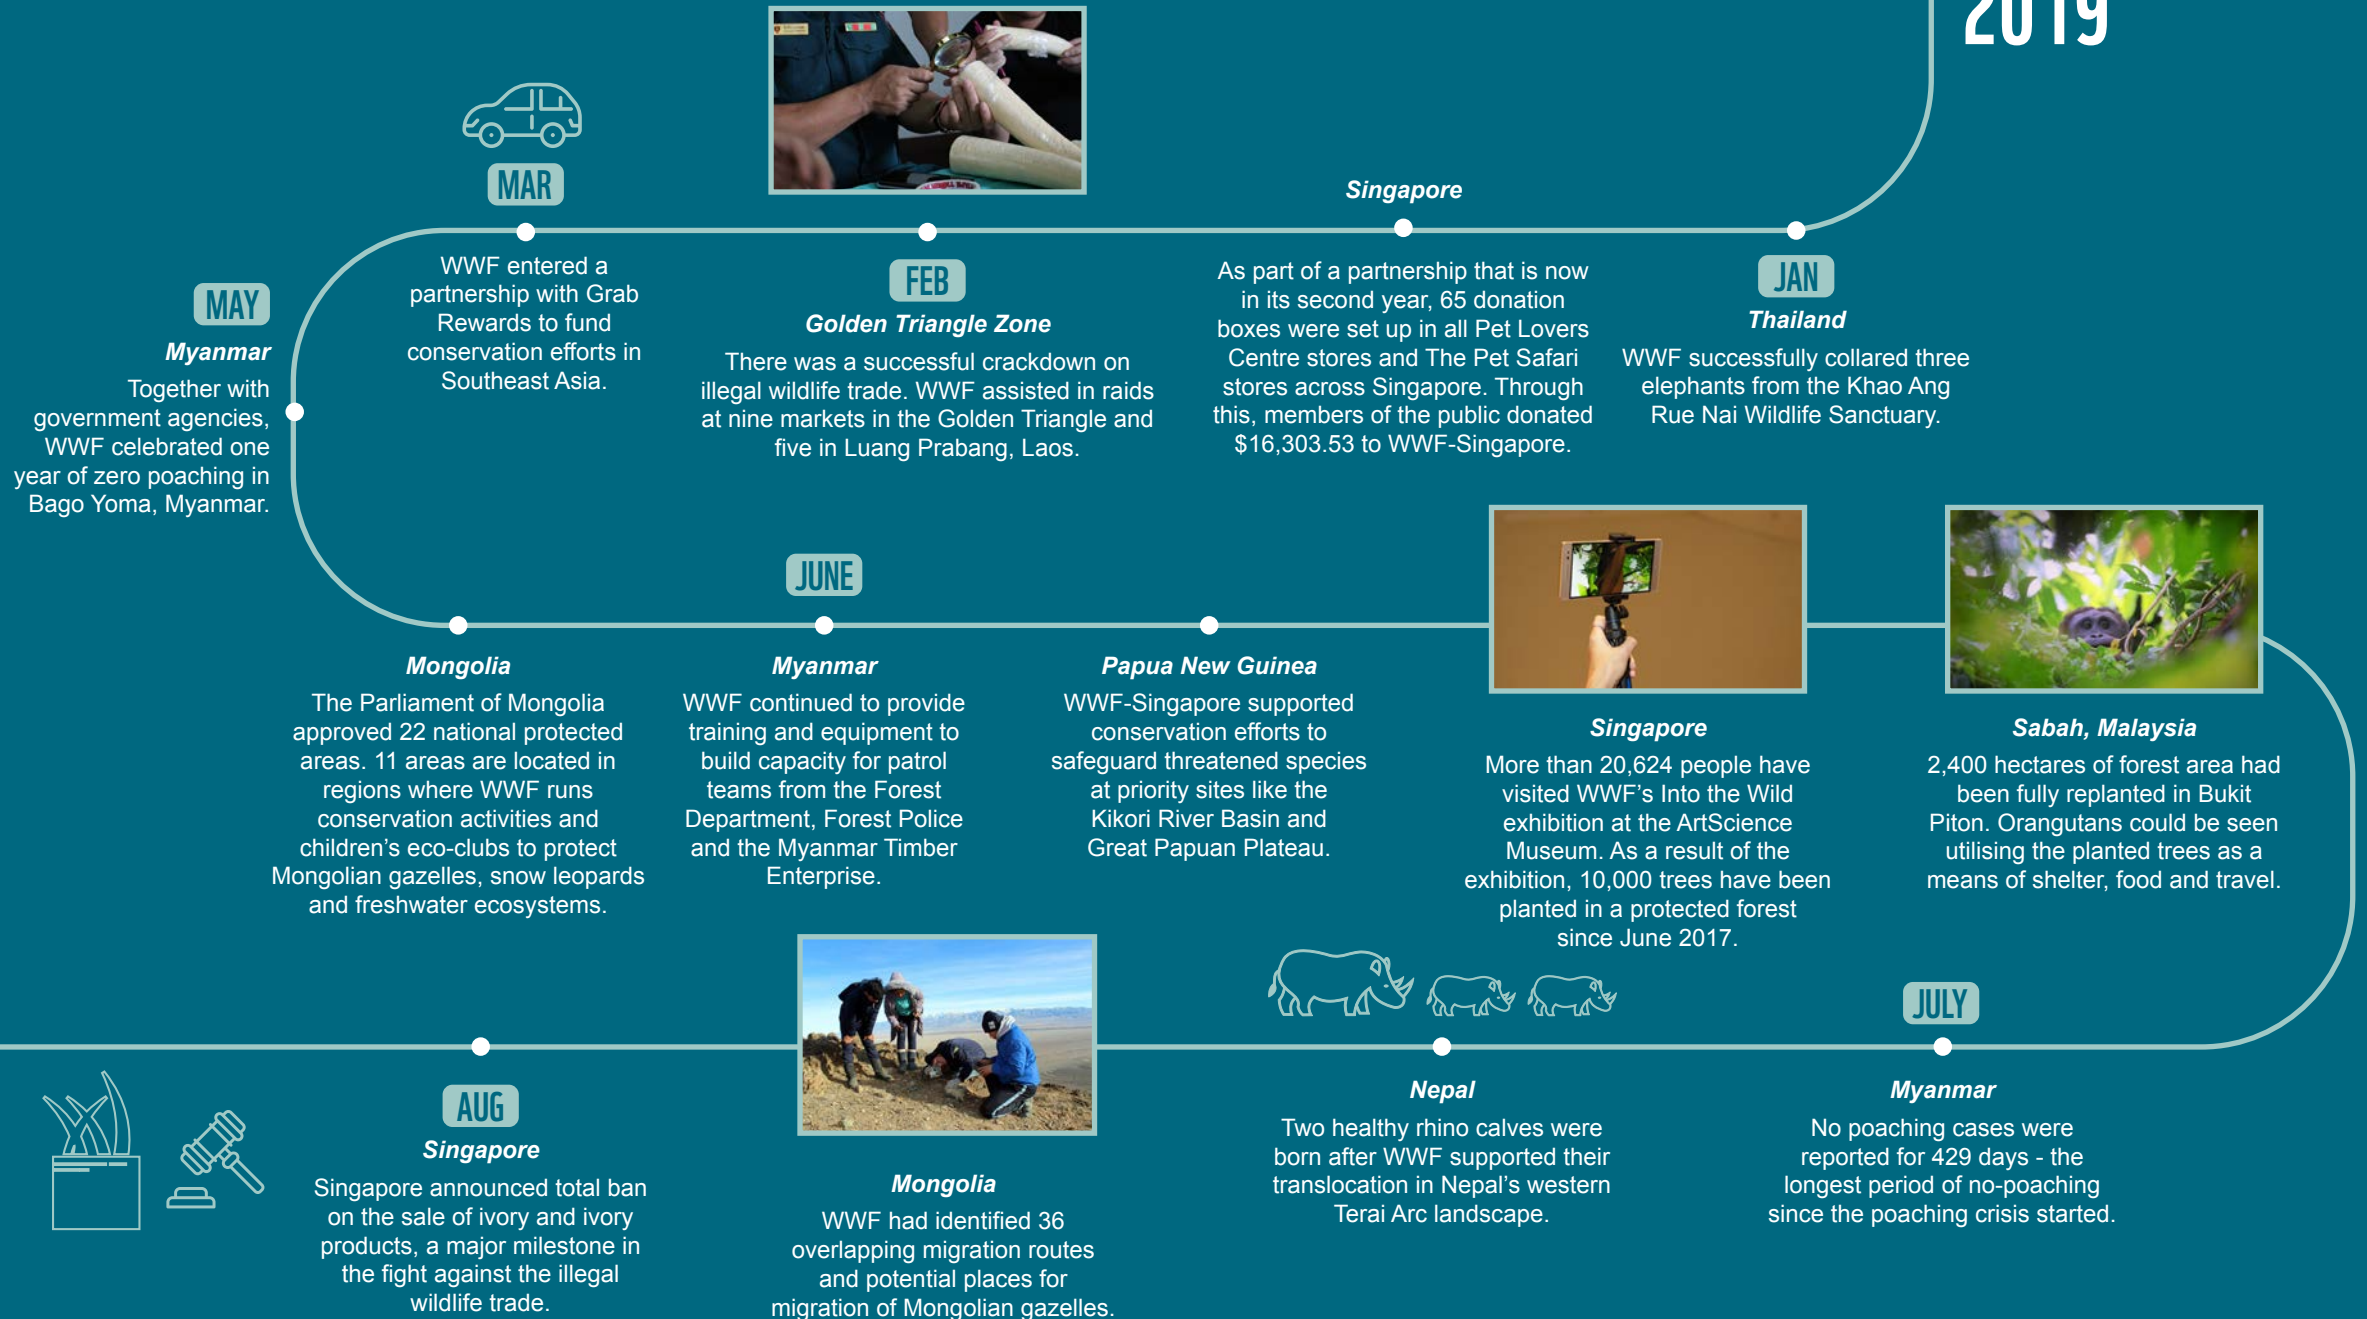 2019
JAN
Thailand
WWF successfully collared three
elephants from the Khao Ang
Rue Nai Wildlife Sanctuary.
Singapore
As part of a partnership that is now
in its second year, 65 donation
boxes were set up in all Pet Lovers
Centre stores and The Pet Safari
stores across Singapore. Through
this, members of the public donated
$16,303.53 to WWF-Singapore.
FEB
Golden Triangle Zone
There was a successful crackdown on
illegal wildlife trade. WWF assisted in raids
at nine markets in the Golden Triangle and
five in Luang Prabang, Laos.
MAR
WWF entered a
partnership with Grab
Rewards to fund
conservation efforts in
Southeast Asia.
MAY
Myanmar
Together with
government agencies,
WWF celebrated one
year of zero poaching in
Bago Yoma, Myanmar.
Mongolia
The Parliament of Mongolia
approved 22 national protected
areas. 11 areas are located in
regions where WWF runs
conservation activities and
children's eco-clubs to protect
Mongolian gazelles, snow leopards
and freshwater ecosystems.
JUNE
Myanmar
WWF continued to provide
training and equipment to
build capacity for patrol
teams from the Forest
Department, Forest Police
and the Myanmar Timber
Enterprise.
Papua New Guinea
WWF-Singapore supported
conservation efforts to
safeguard threatened species
at priority sites like the
Kikori River Basin and
Great Papuan Plateau.
Singapore
More than 20,624 people have
visited WWF's Into the Wild
exhibition at the ArtScience
Museum. As a result of the
exhibition, 10,000 trees have been
planted in a protected forest
since June 2017.
Sabah, Malaysia
2,400 hectares of forest area had
been fully replanted in Bukit
Piton. Orangutans could be seen
utilising the planted trees as a
means of shelter, food and travel.
JULY
Myanmar
No poaching cases were
reported for 429 days - the
longest period of no-poaching
since the poaching crisis started.
Nepal
Two healthy rhino calves were
born after WWF supported their
translocation in Nepal's western
Terai Arc landscape.
Mongolia
WWF had identified 36
overlapping migration routes
and potential places for
migration of Mongolian gazelles.
AUG
Singapore
Singapore announced total ban
on the sale of ivory and ivory
products, a major milestone in
the fight against the illegal
wildlife trade.